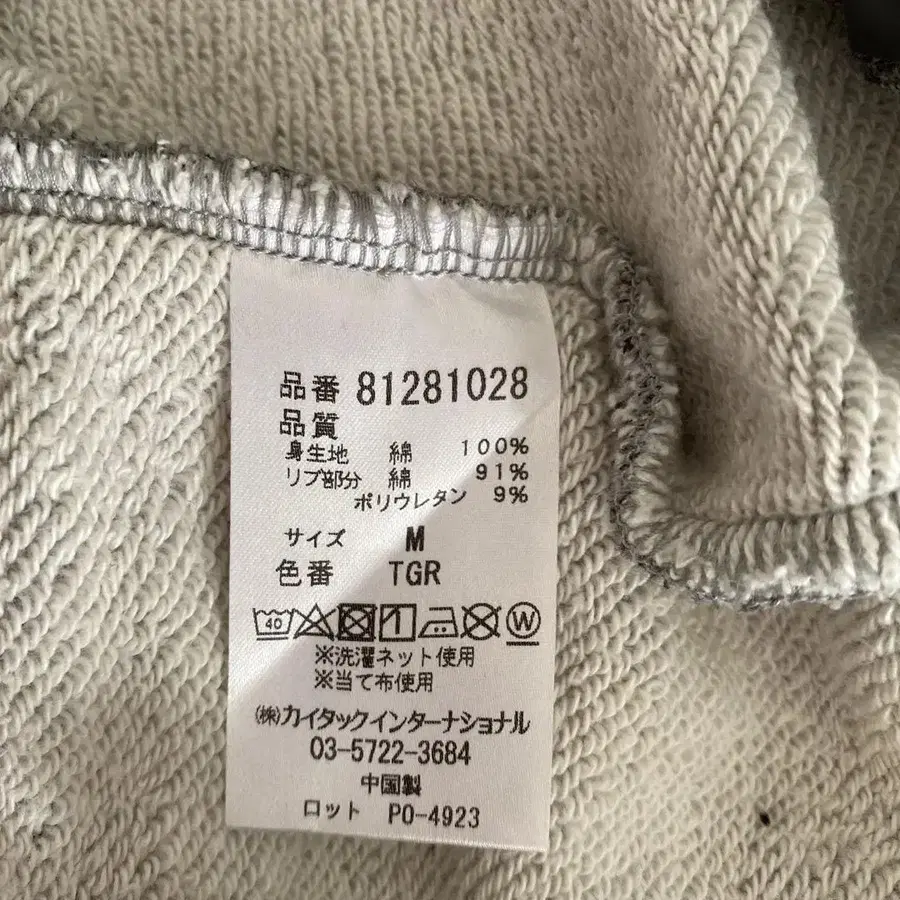 品番 81281028
品質
身生地 綿 100%
リブ部分 綿 91%
ポリウレタン 9%
サイズ M
色番 TGR
40 W
※洗濯ネット使用
※当て布使用
㈱カイタックインターナショナル
03-5722-3684
中国製
ロット PO-4923